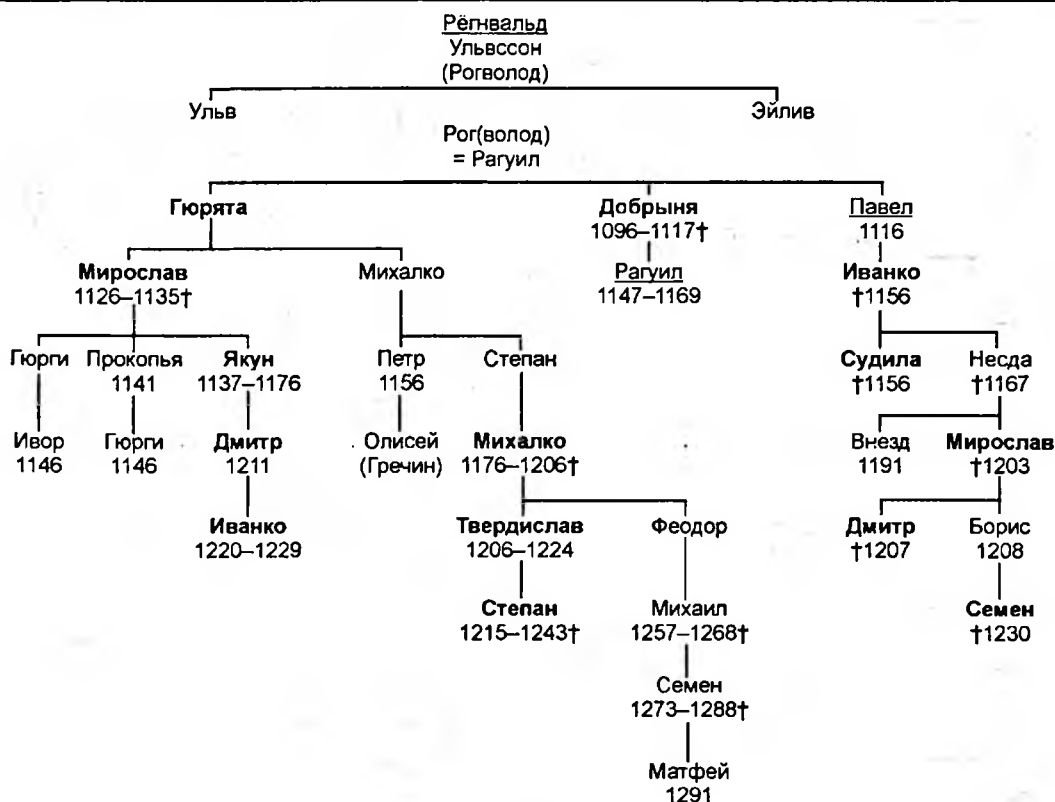 Рёгнвальд
Ульвссон
(Рогволод)
Ульв Эйлив
Рог(волод)
= Рагуил
Гюрята Добрыня Павел
1096–1117† 1116
Мирослав Михалко Рагуил Иванко
1126–1135† 1147–1169 †1156
Гюрги Прокопья Якун Петр Степан Судила Несда
1141 1137–1176 1156 †1156 †1167
Ивор Гюрги Дмитр Олисей Михалко Внезд Мирослав
1146 1146 1211 (Гречин) 1176–1206† 1191 †1203
Иванко Твердислав Феодор Дмитр Борис
1220–1229 1206–1224 †1207 1208
Степан Михаил Семен
1215–1243† 1257–1268† †1230
Семен
1273–1288†
Матфей
1291